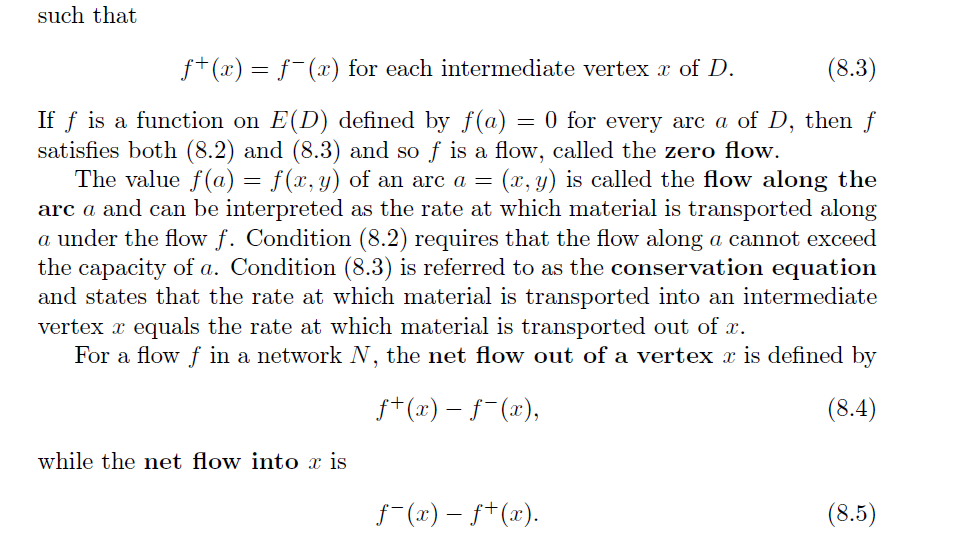 such that
f⁺(x) = f⁻(x) for each intermediate vertex x of D. (8.3)
If f is a function on E(D) defined by f(a) = 0 for every arc a of D, then f
satisfies both (8.2) and (8.3) and so f is a flow, called the zero flow.
The value f(a) = f(x, y) of an arc a = (x, y) is called the flow along the
arc a and can be interpreted as the rate at which material is transported along
a under the flow f. Condition (8.2) requires that the flow along a cannot exceed
the capacity of a. Condition (8.3) is referred to as the conservation equation
and states that the rate at which material is transported into an intermediate
vertex x equals the rate at which material is transported out of x.
For a flow f in a network N, the net flow out of a vertex x is defined by
f⁺(x) − f⁻(x), (8.4)
while the net flow into x is
f⁻(x) − f⁺(x). (8.5)